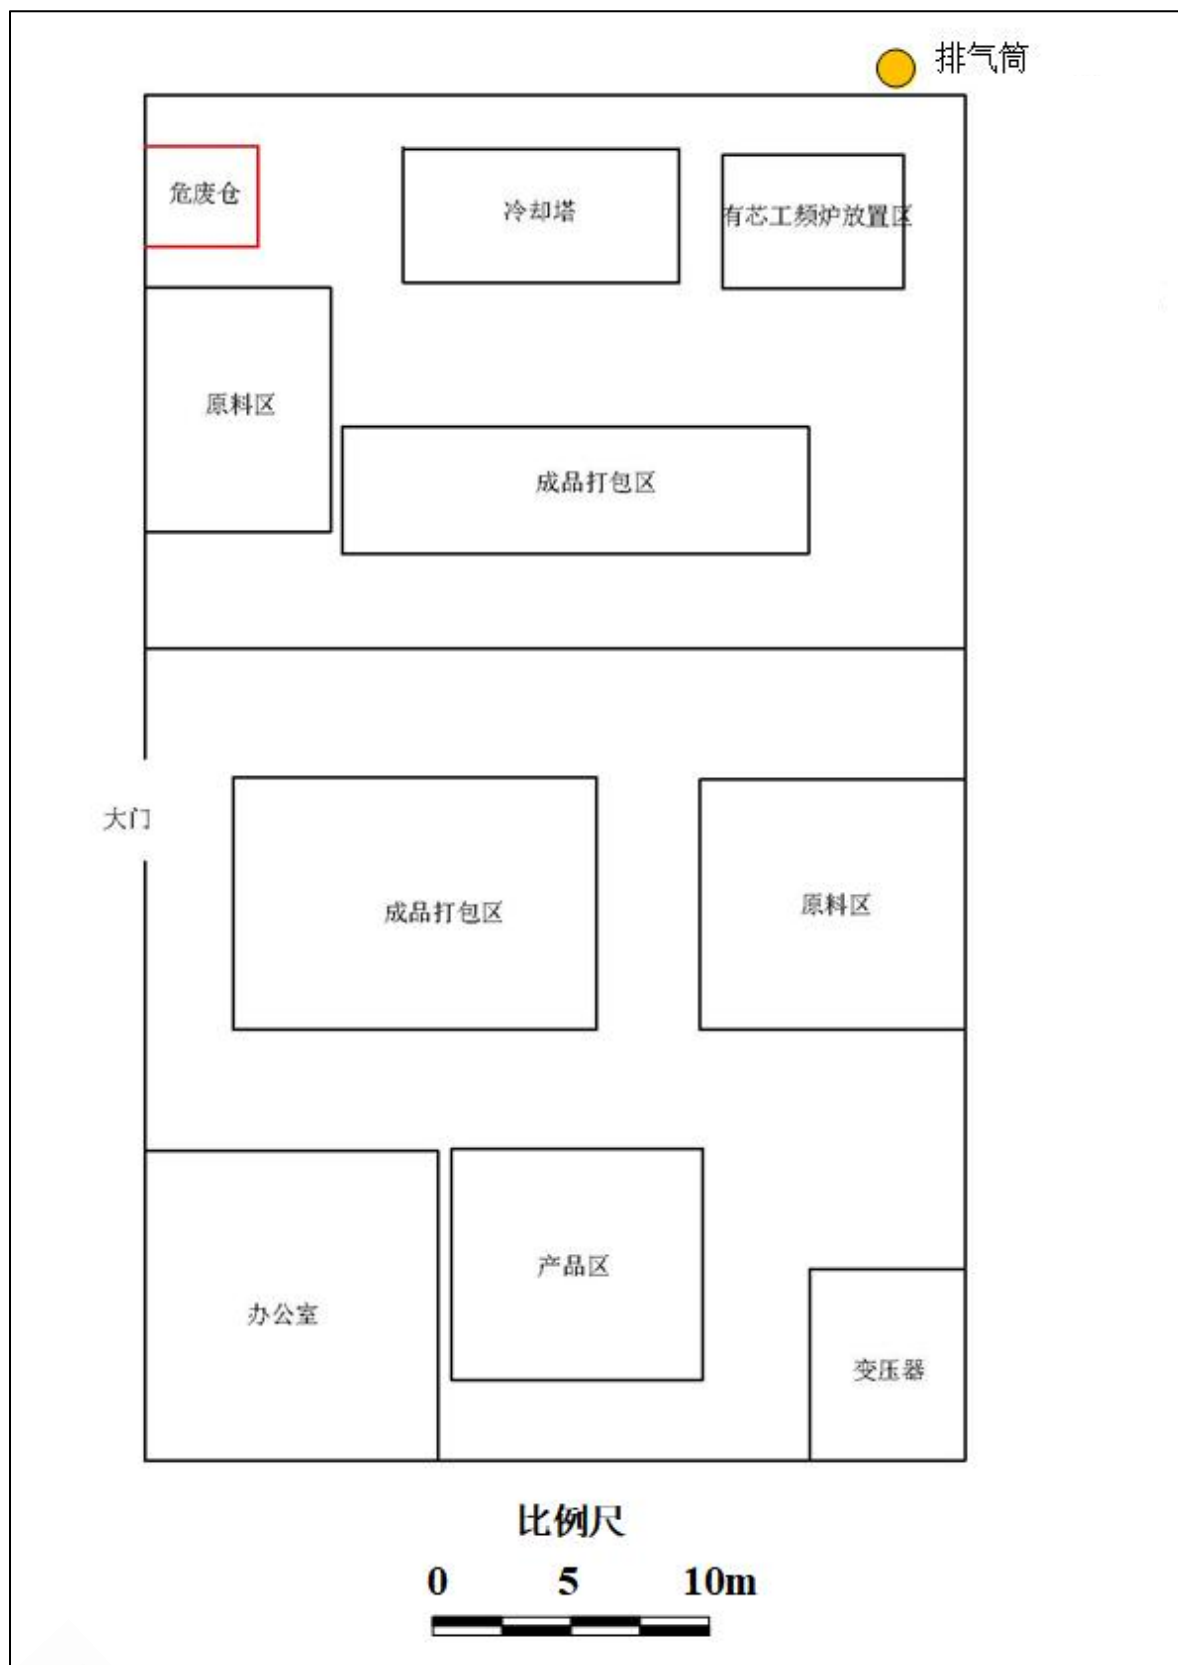 排气筒
危废仓
冷却塔
有芯工频炉放置区
原料区
成品打包区
大门
成品打包区
原料区
产品区
办公室
变压器
比例尺
0 5 10m